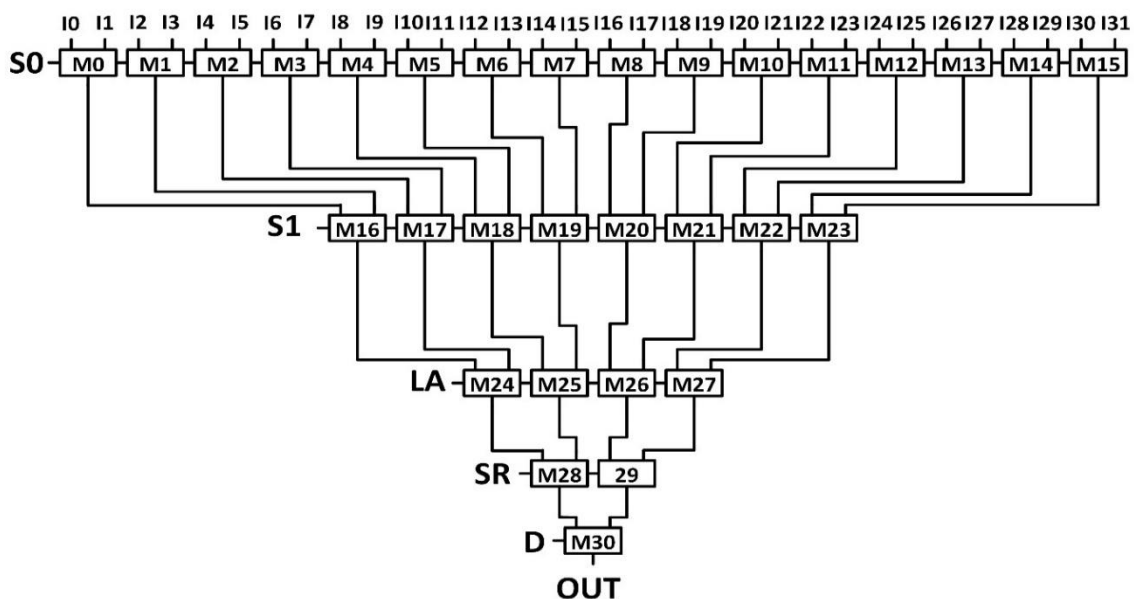 I0 I1 I2 I3 I4 I5 I6 I7 I8 I9 I10 I11 I12 I13 I14 I15 I16 I17 I18 I19 I20 I21 I22 I23 I24 I25 I26 I27 I28 I29 I30 I31
S0 M0 M1 M2 M3 M4 M5 M6 M7 M8 M9 M10 M11 M12 M13 M14 M15
S1 M16 M17 M18 M19 M20 M21 M22 M23
LA M24 M25 M26 M27
SR M28 29
D M30
OUT